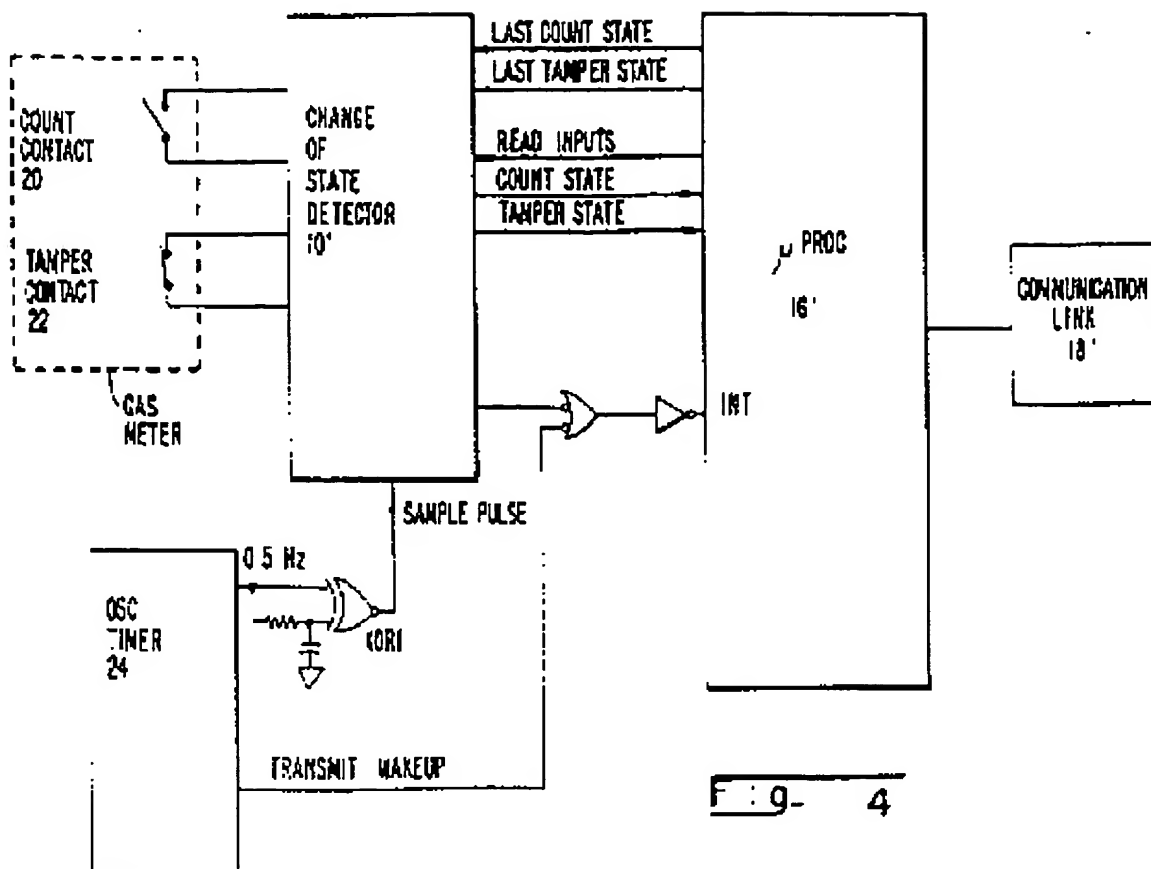 LAST COUNT STATE
LAST TAMPER STATE
COUNT
CONTACT
20
CHANGE
OF
STATE
DETECTOR
10'
READ INPUTS
COUNT STATE
TAMPER STATE
TAMPER
CONTACT
22
μ PROC
16'
COMMUNICATION
LINK
18'
GAS
METER
INT
SAMPLE PULSE
0.5 Hz
OSC
TIMER
24
XOR1
TRANSMIT WAKEUP
Fig- 4